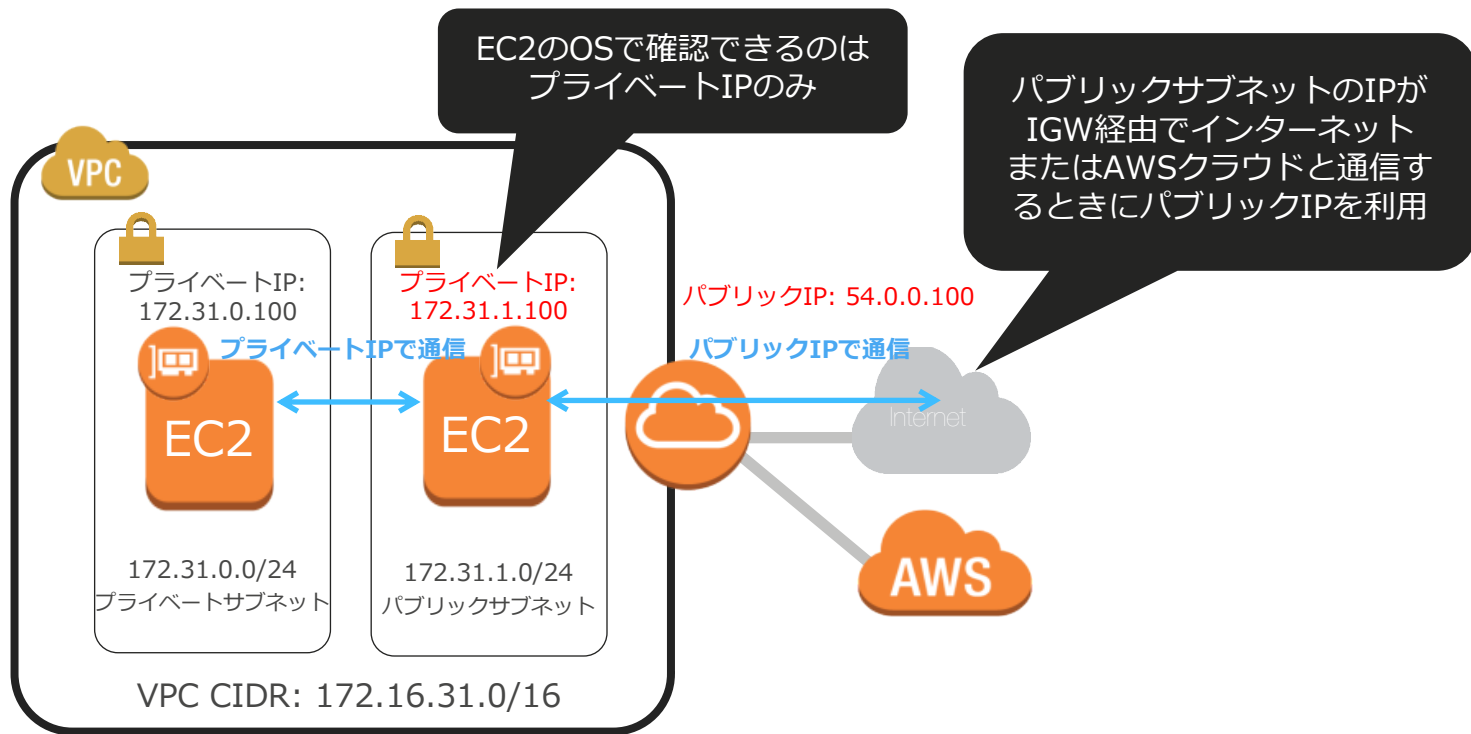 EC2のOSで確認できるのは
プライベートIPのみ
パブリックサブネットのIPが
IGW経由でインターネット
またはAWSクラウドと通信す
るときにパブリックIPを利用
VPC
プライベートIP:
172.31.0.100
プライベートIP:
172.31.1.100
パブリックIP: 54.0.0.100
プライベートIPで通信
パブリックIPで通信
EC2
EC2
Internet
AWS
172.31.0.0/24
プライベートサブネット
172.31.1.0/24
パブリックサブネット
VPC CIDR: 172.16.31.0/16